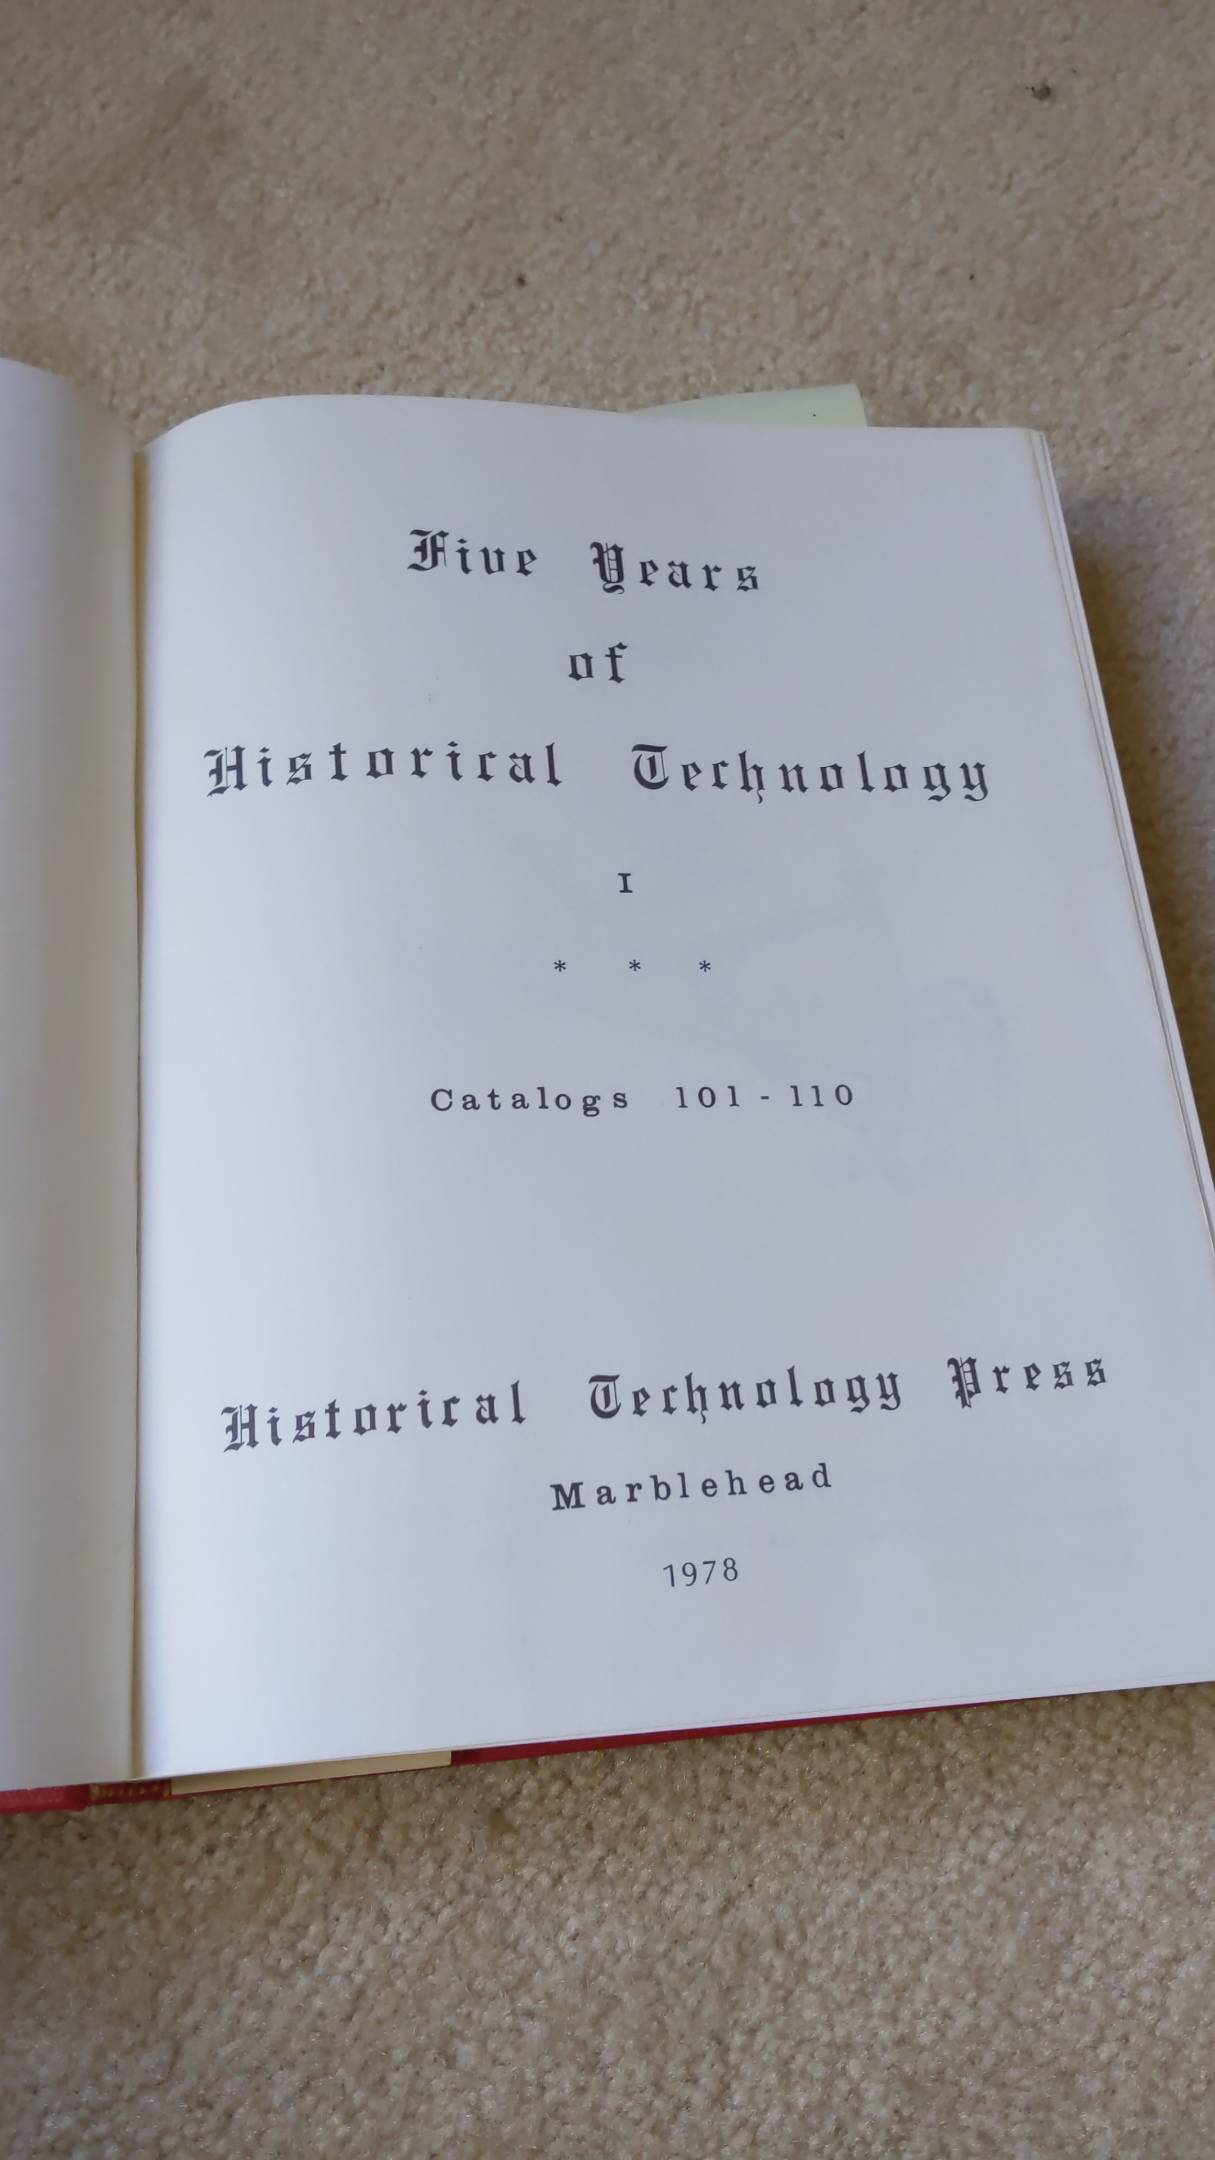 Five Years
of
Historical Technology
I
* * *
Catalogs 101 - 110
Historical Technology Press
Marblehead
1978